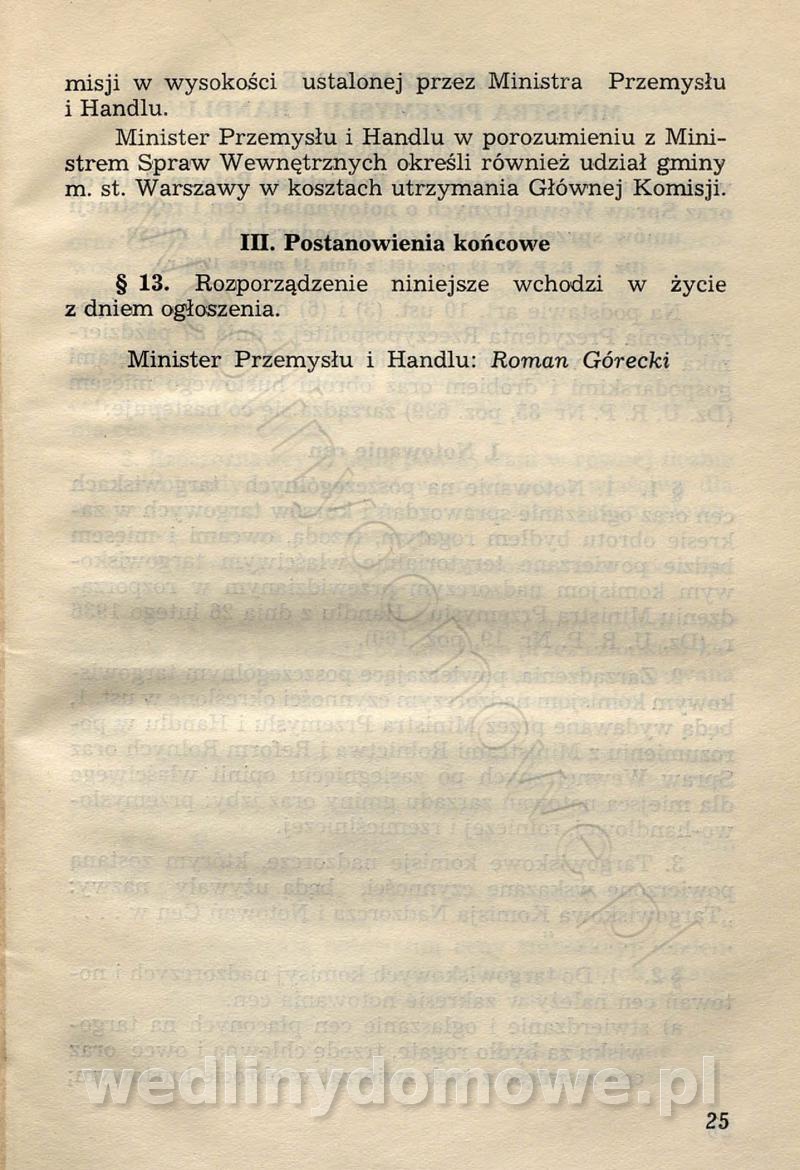 misji w wysokości ustalonej przez Ministra Przemysłu
i Handlu.
Minister Przemysłu i Handlu w porozumieniu z Mini-
strem Spraw Wewnętrznych określi również udział gminy
m. st. Warszawy w kosztach utrzymania Głównej Komisji.
III. Postanowienia końcowe
§ 13. Rozporządzenie niniejsze wchodzi w życie
z dniem ogłoszenia.
Minister Przemysłu i Handlu: Roman Górecki
wedlinydomowe.pl
25